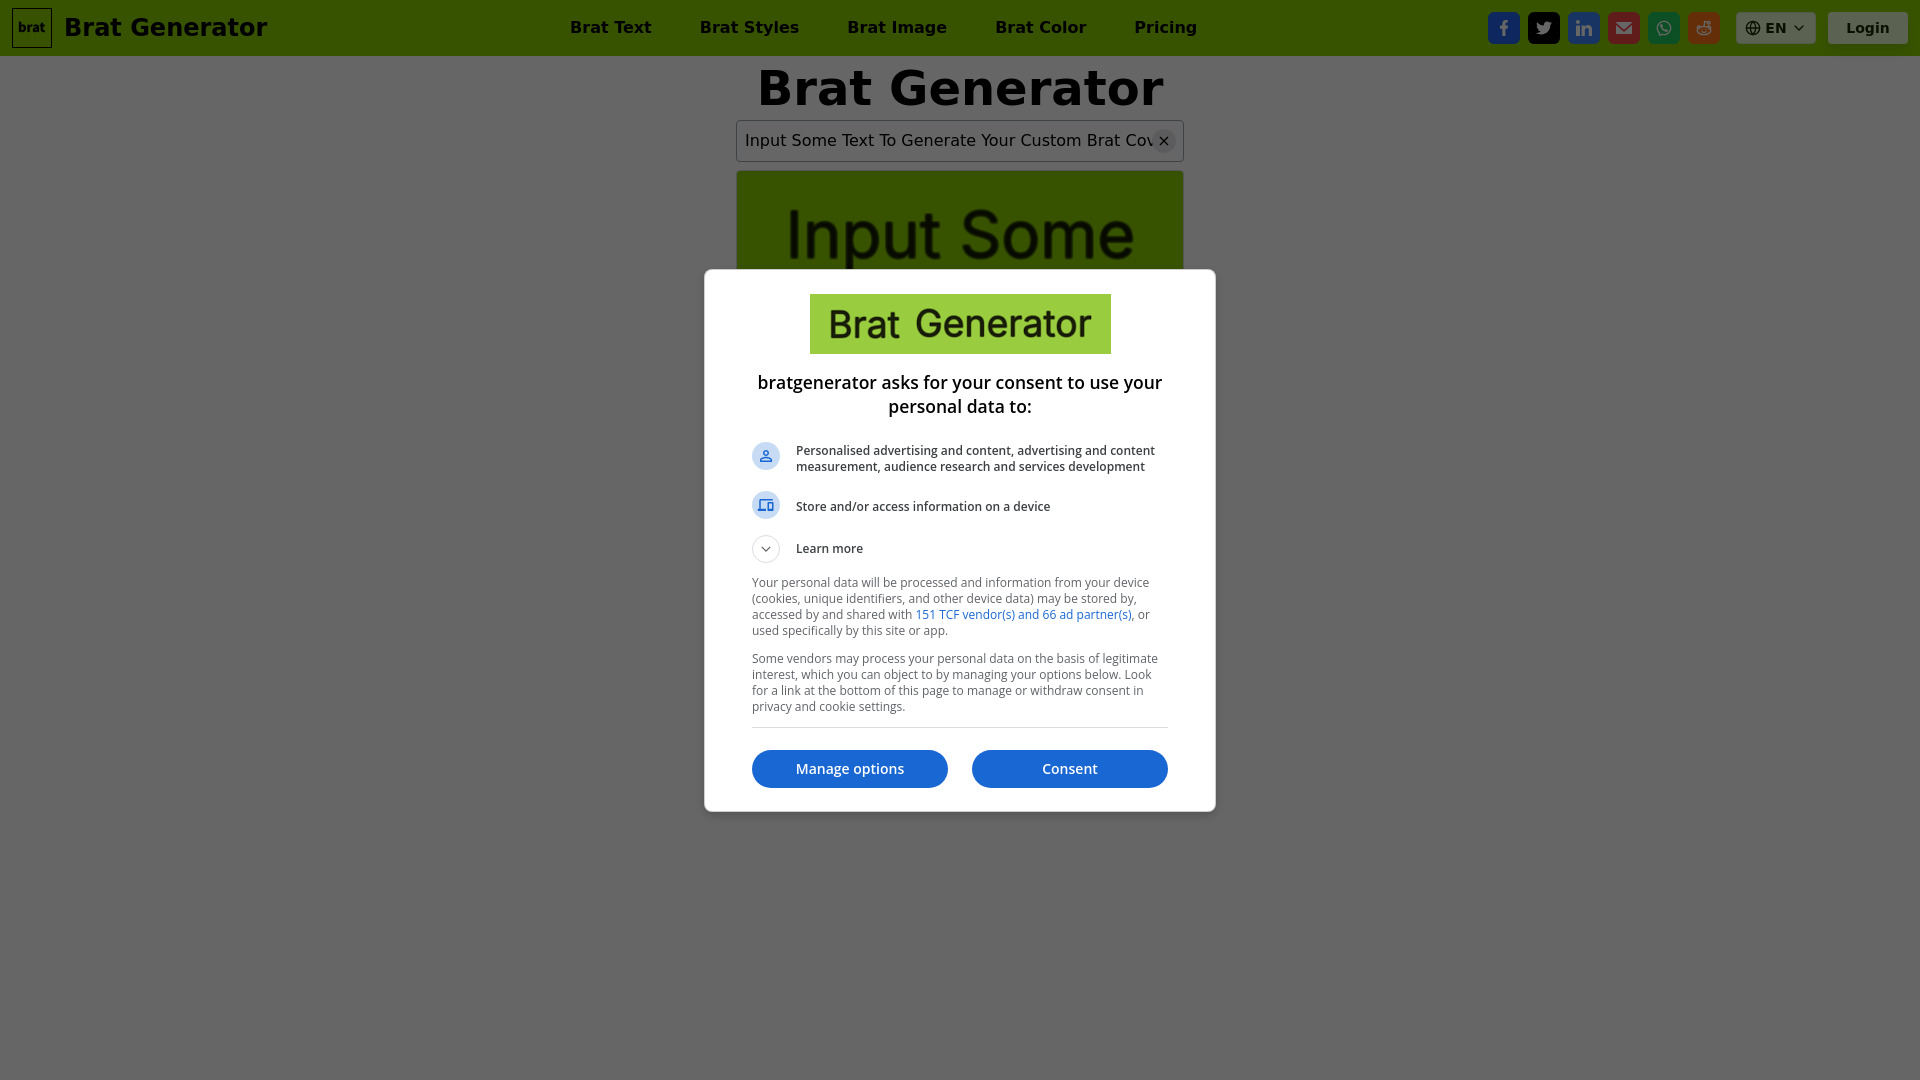 brat
Brat Generator
Brat Text
Brat Styles
Brat Image
Brat Color
Pricing
EN
Login
Brat Generator
Input Some Text To Generate Your Custom Brat Cov
Input Some
Brat Generator
bratgenerator asks for your consent to use your
personal data to:
Personalised advertising and content, advertising and content
measurement, audience research and services development
Store and/or access information on a device
Learn more
Your personal data will be processed and information from your device
(cookies, unique identifiers, and other device data) may be stored by,
accessed by and shared with 151 TCF vendor(s) and 66 ad partner(s), or
used specifically by this site or app.
Some vendors may process your personal data on the basis of legitimate
interest, which you can object to by managing your options below. Look
for a link at the bottom of this page to manage or withdraw consent in
privacy and cookie settings.
Manage options
Consent